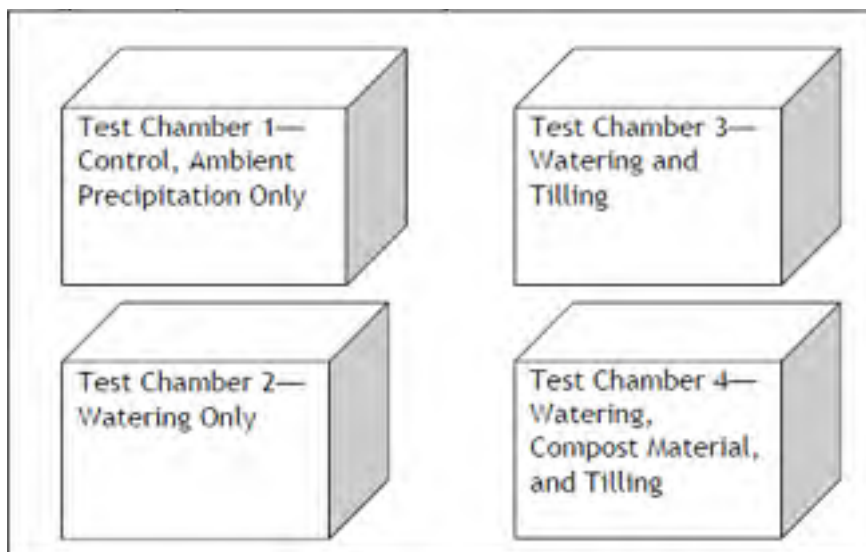 Test Chamber 1—
Control, Ambient
Precipitation Only
Test Chamber 3—
Watering and
Tilling
Test Chamber 2—
Watering Only
Test Chamber 4—
Watering,
Compost Material,
and Tilling